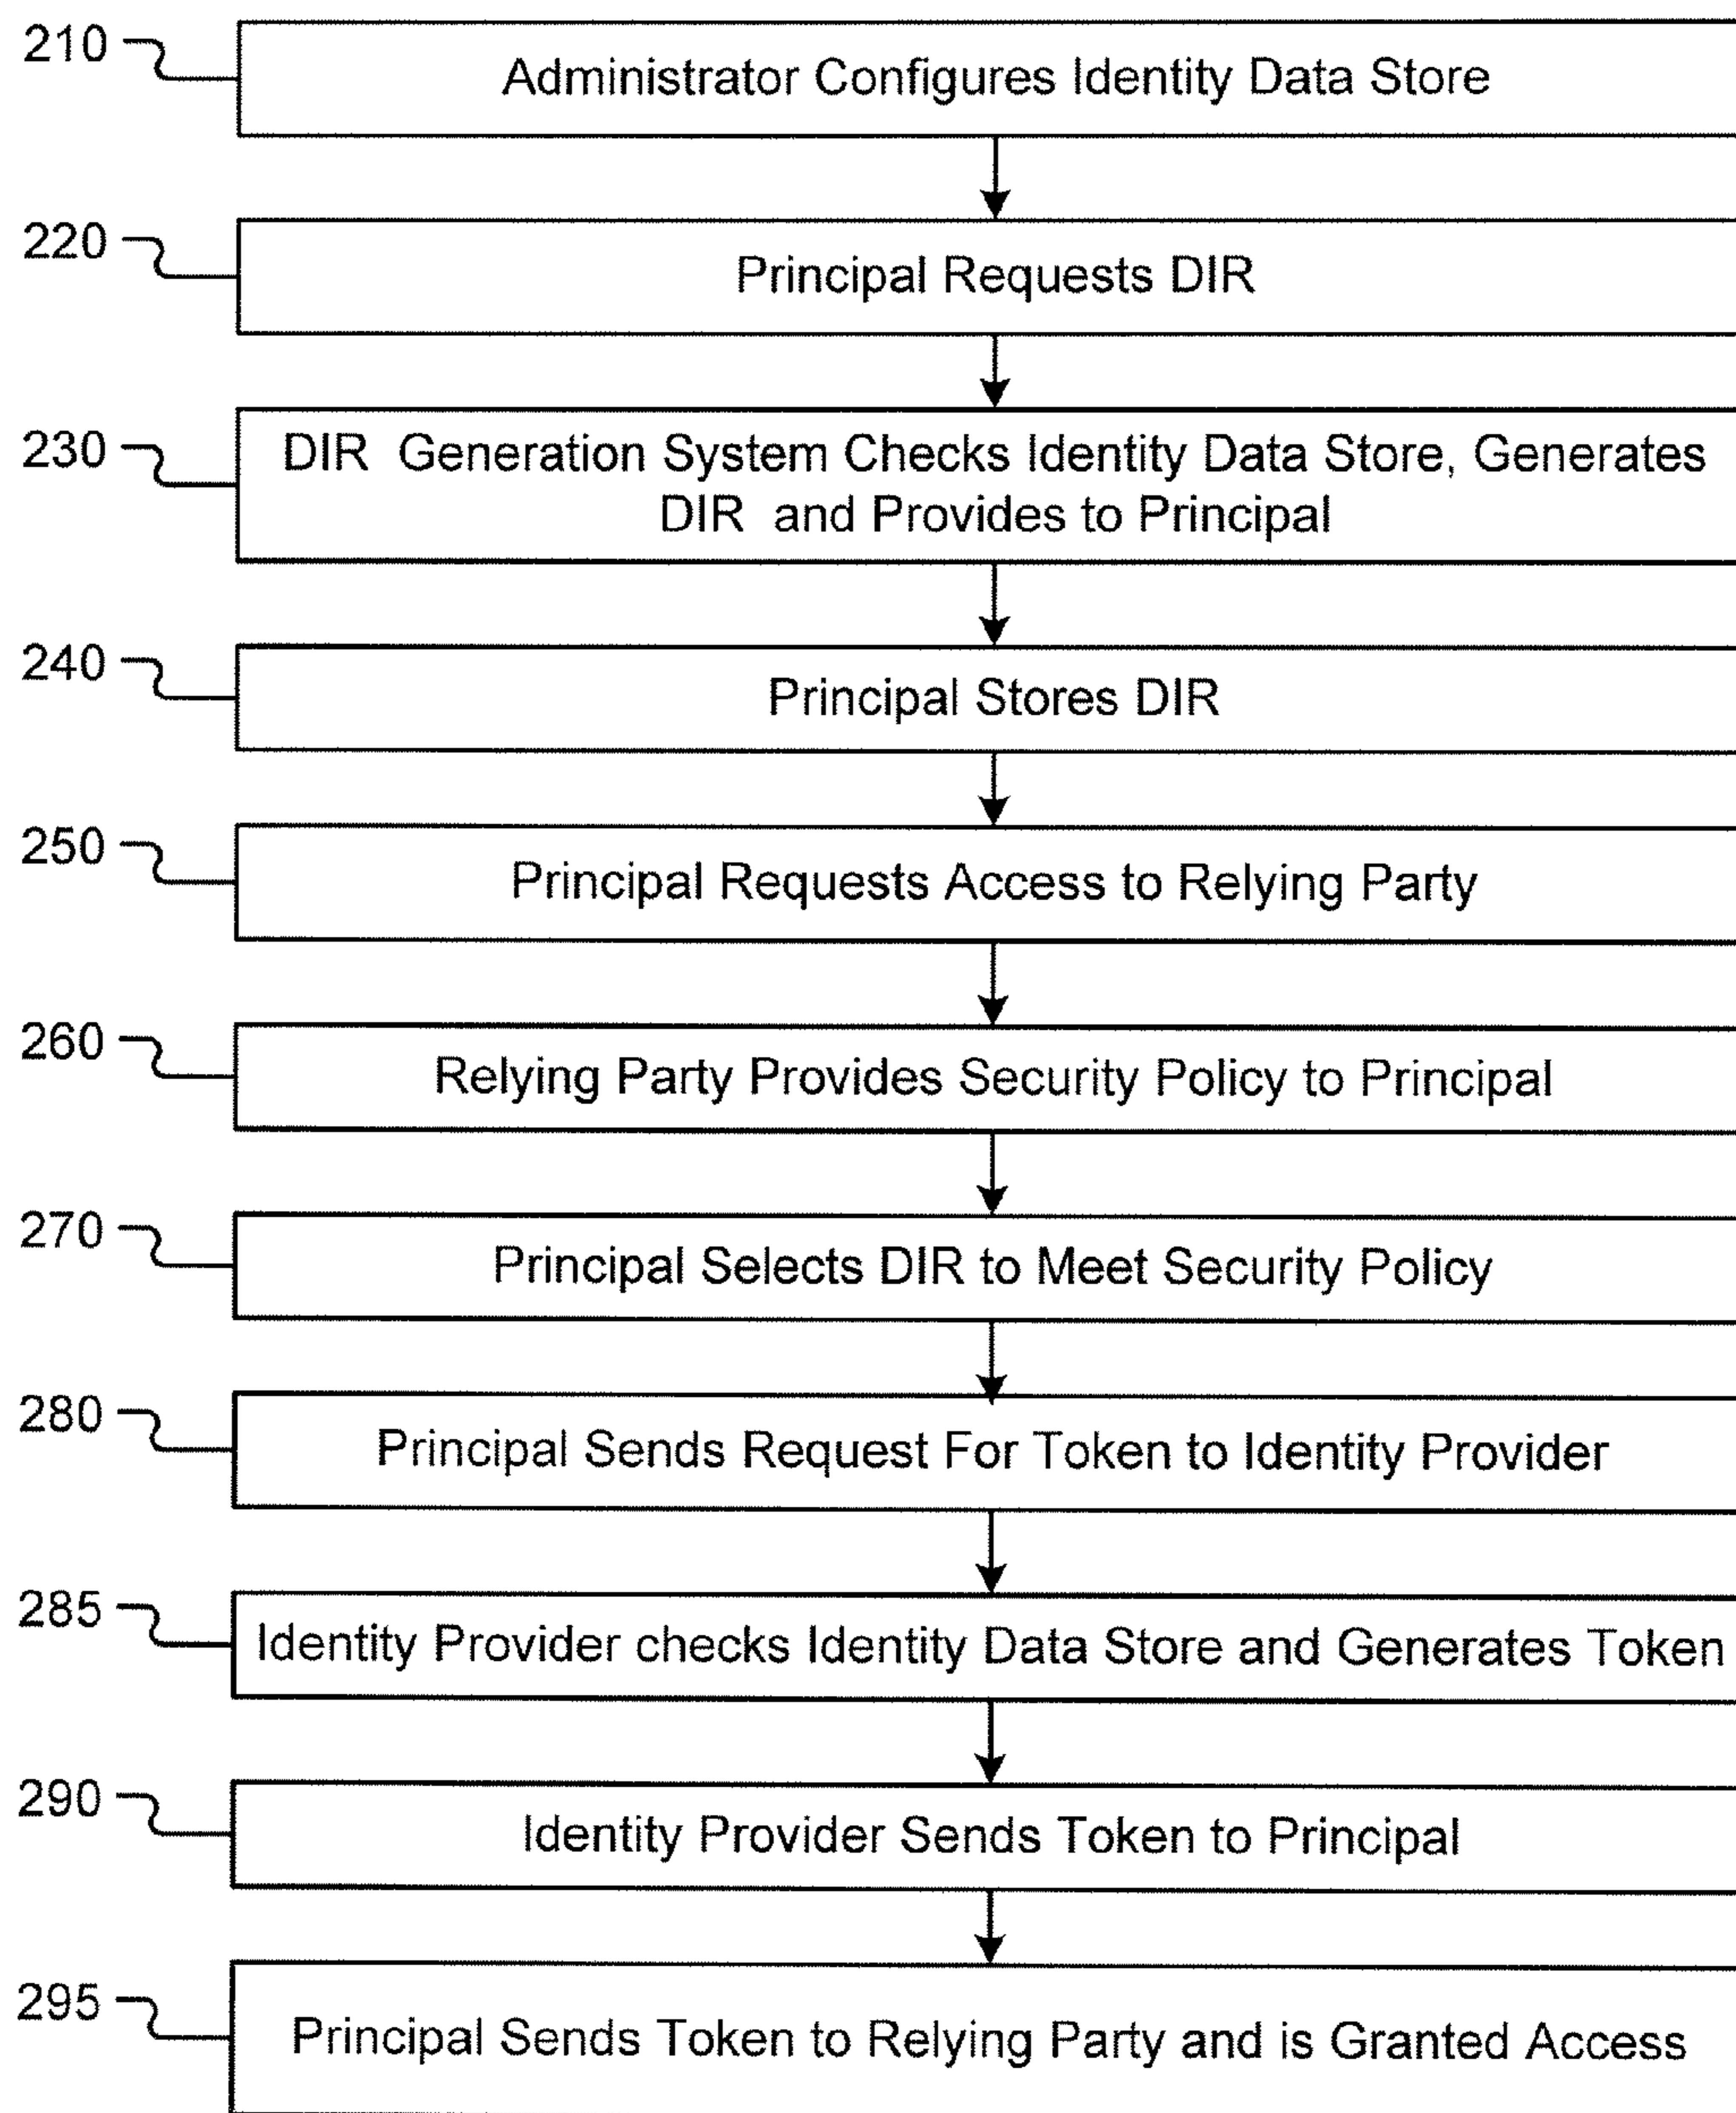 210
Administrator Configures Identity Data Store
220
Principal Requests DIR
230
DIR Generation System Checks Identity Data Store, Generates
DIR and Provides to Principal
240
Principal Stores DIR
250
Principal Requests Access to Relying Party
260
Relying Party Provides Security Policy to Principal
270
Principal Selects DIR to Meet Security Policy
280
Principal Sends Request For Token to Identity Provider
285
Identity Provider checks Identity Data Store and Generates Token
290
Identity Provider Sends Token to Principal
295
Principal Sends Token to Relying Party and is Granted Access